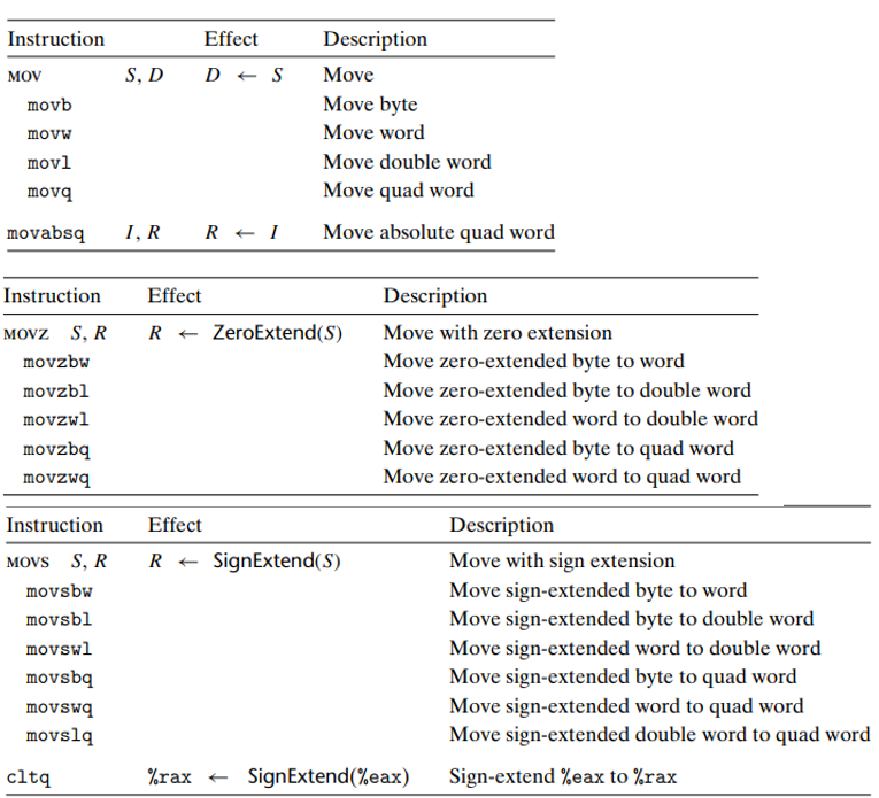 Instruction Effect Description
MOV S, D D ← S Move
movb Move byte
movw Move word
movl Move double word
movq Move quad word
movabsq I, R R ← I Move absolute quad word
Instruction Effect Description
MOVZ S, R R ← ZeroExtend(S) Move with zero extension
movzbw Move zero-extended byte to word
movzbl Move zero-extended byte to double word
movzwl Move zero-extended word to double word
movzbq Move zero-extended byte to quad word
movzwq Move zero-extended word to quad word
Instruction Effect Description
MOVS S, R R ← SignExtend(S) Move with sign extension
movsbw Move sign-extended byte to word
movsbl Move sign-extended byte to double word
movswl Move sign-extended word to double word
movsbq Move sign-extended byte to quad word
movswq Move sign-extended word to quad word
movslq Move sign-extended double word to quad word
cltq %rax ← SignExtend(%eax) Sign-extend %eax to %rax